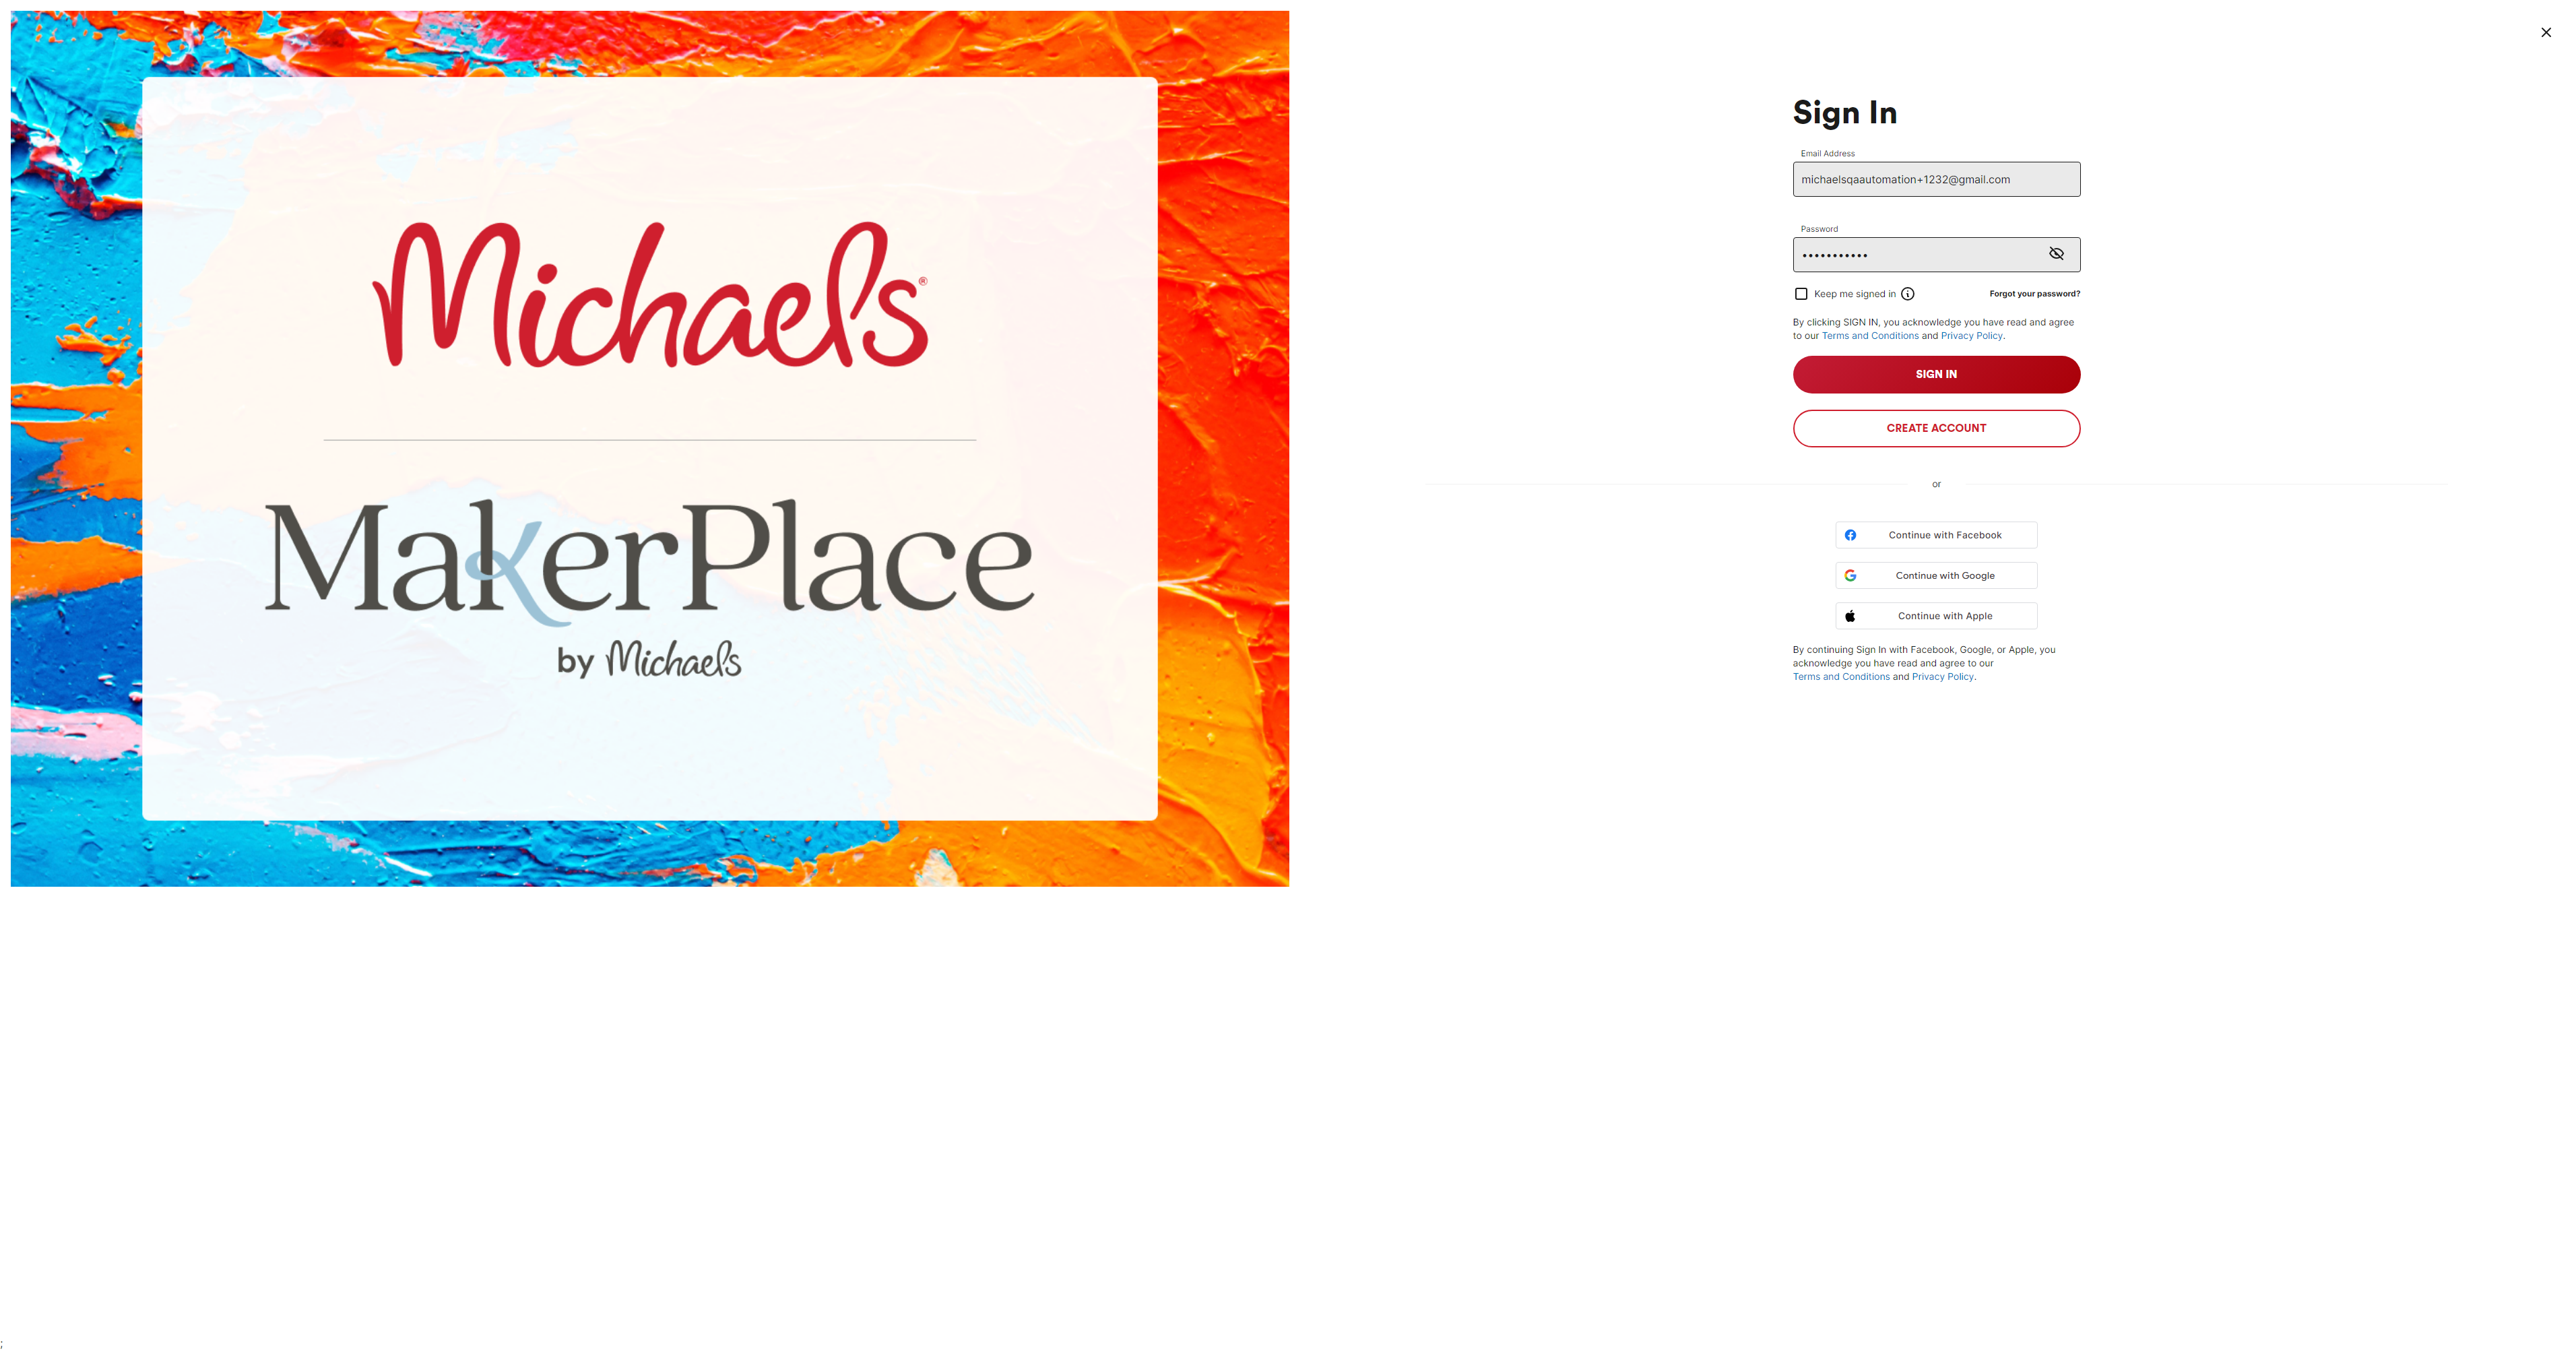 Michaels®
MakerPlace
by Michaels
Sign In
Email Address
michaelsqaautomation+1232@gmail.com
Password
•••••••••••
Keep me signed in
Forgot your password?
By clicking SIGN IN, you acknowledge you have read and agree
to our Terms and Conditions and Privacy Policy.
SIGN IN
CREATE ACCOUNT
or
Continue with Facebook
Continue with Google
Continue with Apple
By continuing Sign In with Facebook, Google, or Apple, you
acknowledge you have read and agree to our
Terms and Conditions and Privacy Policy.
;